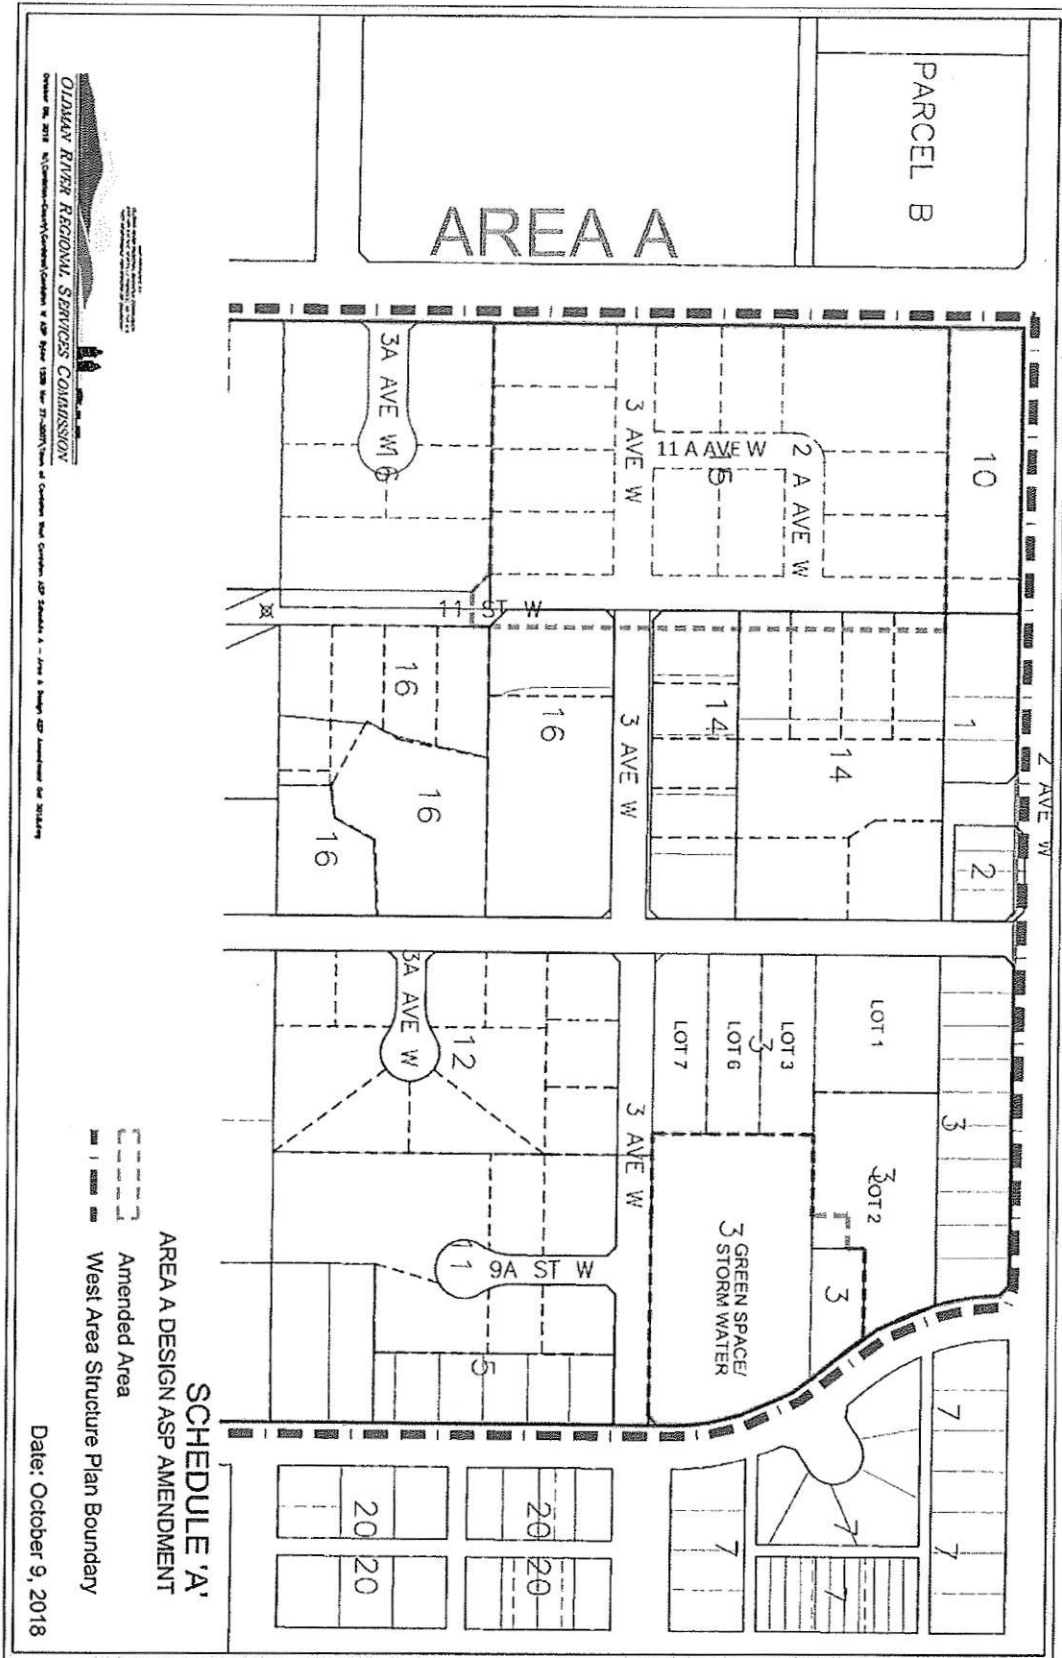 PARCEL B
AREA A
2 AVE W
10
1
2
3
3A AVE W
16
3 AVE W
11 A AVE W
15
2 A AVE W
11 ST W
16
16
16
16
3 AVE W
14
14
3A AVE W
12
3 AVE W
LOT 1
LOT 3
3
LOT 6
LOT 7
3
LOT 2
3
3 GREEN SPACE/
STORM WATER
11
9A ST W
5
7
7
7
7
7
20
20
20
20
SCHEDULE 'A'
AREA A DESIGN ASP AMENDMENT
Amended Area
West Area Structure Plan Boundary
Date: October 9, 2018
OLDMAN RIVER REGIONAL SERVICES COMMISSION